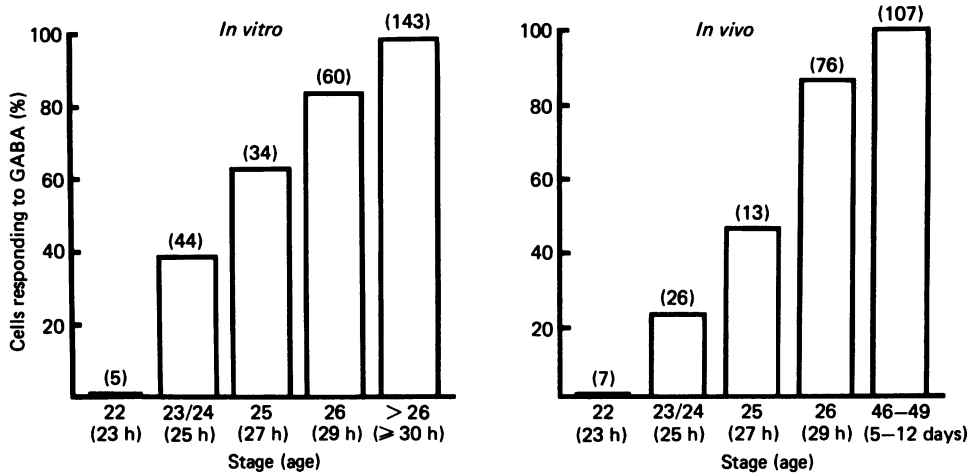 In vitro
Cells responding to GABA (%)
100
80
60
40
20
(5)
(44)
(34)
(60)
(143)
22 23/24 25 26 > 26
(23 h) (25 h) (27 h) (29 h) (⩾ 30 h)
Stage (age)
In vivo
100
80
60
40
20
(7)
(26)
(13)
(76)
(107)
22 23/24 25 26 46–49
(23 h) (25 h) (27 h) (29 h) (5–12 days)
Stage (age)